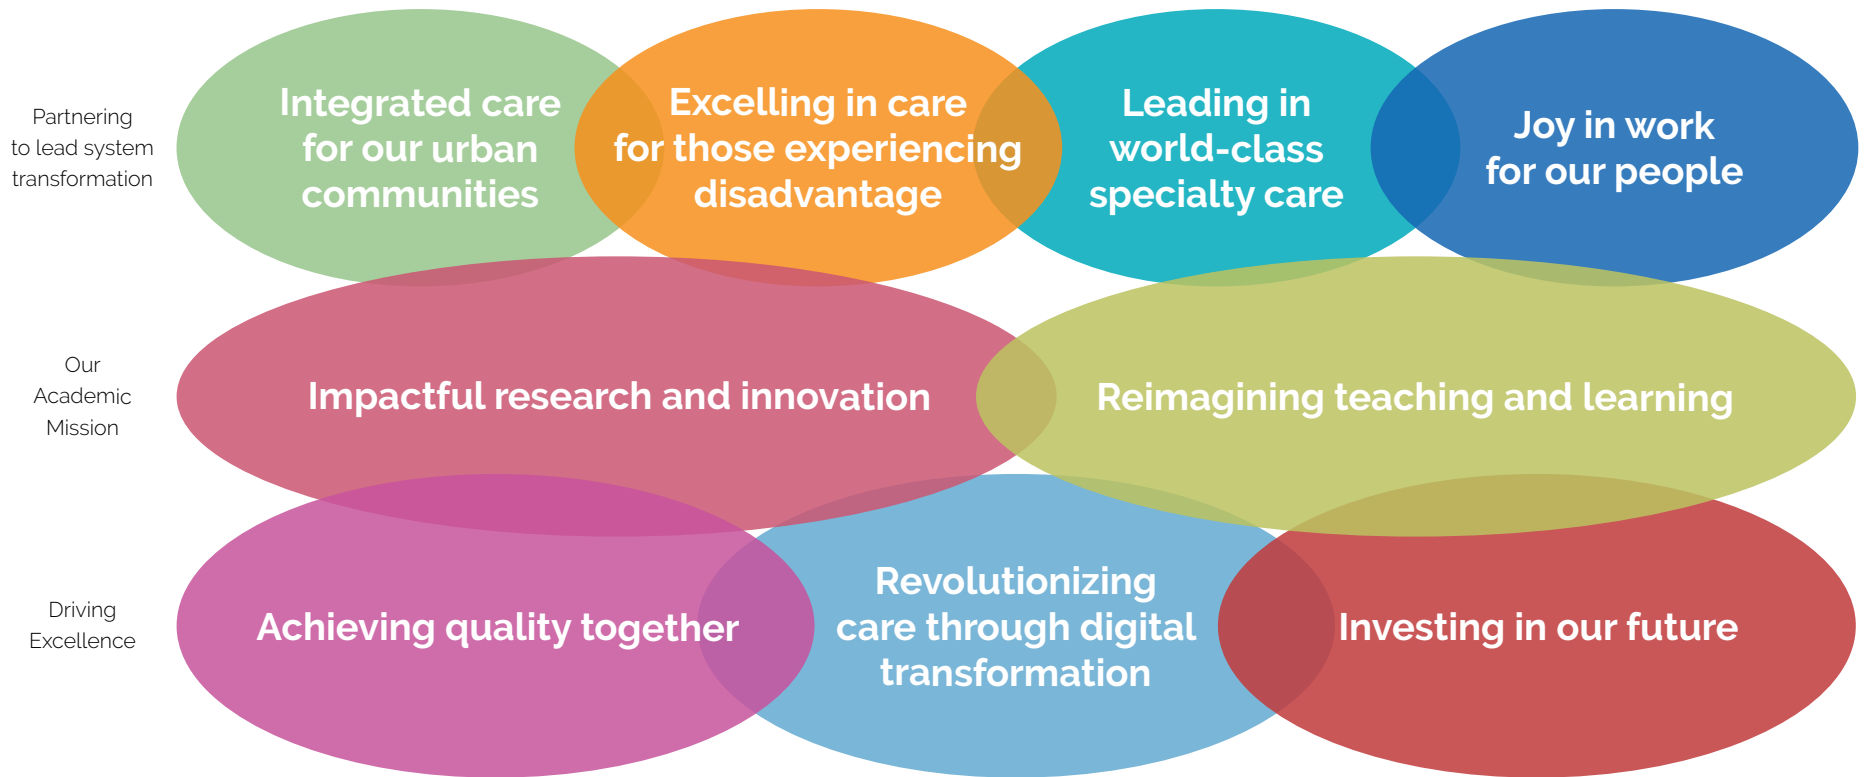 Partnering
to lead system
transformation
Integrated care
for our urban
communities
Excelling in care
for those experiencing
disadvantage
Leading in
world-class
specialty care
Joy in work
for our people
Our
Academic
Mission
Impactful research and innovation
Reimagining teaching and learning
Driving
Excellence
Achieving quality together
Revolutionizing
care through digital
transformation
Investing in our future